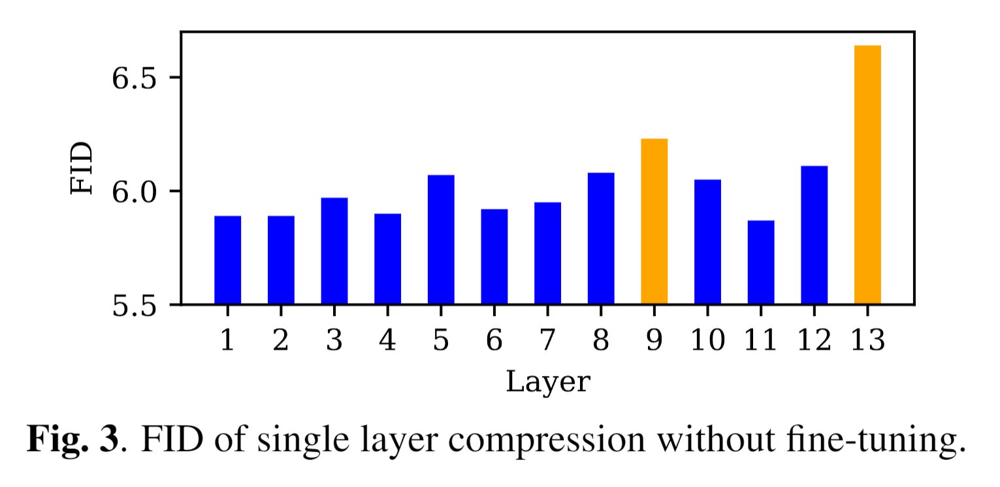 6.5
6.0
5.5
FID
1 2 3 4 5 6 7 8 9 10 11 12 13
Layer
Fig. 3. FID of single layer compression without fine-tuning.